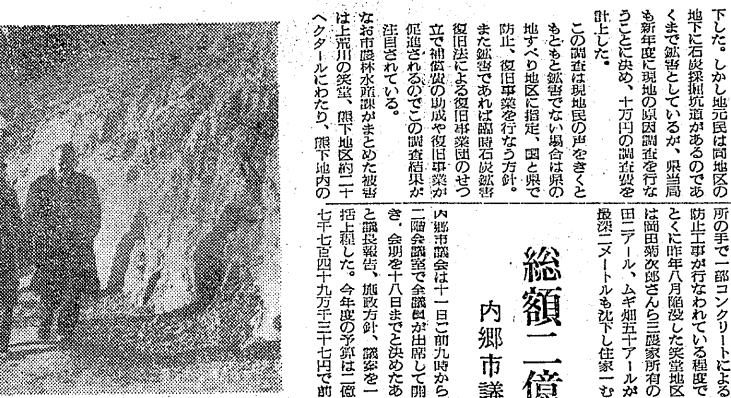 下した。しかし地元民は同地区の
地下に石炭採掘坑道があるのであ
くまで鉱害としているが、県当局
も新年度に現地の原因調査を行な
うことに決め、十万円の調査費を
計上した。
この調査は現地民の声をきくと
もともと鉱害でない場合は県の
地すべり地区に指定、国と県で
防止、復旧事業を行なう方針。
また鉱害であれば臨時石炭鉱害
復旧法による復旧事業団のせつ
立で補償費の助成や復旧事業が
促進されるのでこの調査結果が
注目されている。
なお市農林水産課がまとめた被害
は上荒川の笑堂、熊下地区約二十
ヘクタールにわたり、熊下地内の
所の手で一部コンクリートによる
防止工事が行なわれている程度で
とくに昨年八月陥没した笑堂地区
は岡田菊次郎さんら三農家所有の
田二アール、ムギ畑五十アールが
最深二メートルも沈下し住家一む
総額二億
内郷市議
内郷市議会は十一日ご前九時から
二階会議室で全議員が出席して開
き、会期を十八日までと決めたあ
と議長報告、施政方針、議案を一
括上程した。今年度の予算は二億
七千七百四十九万千三十七円で前